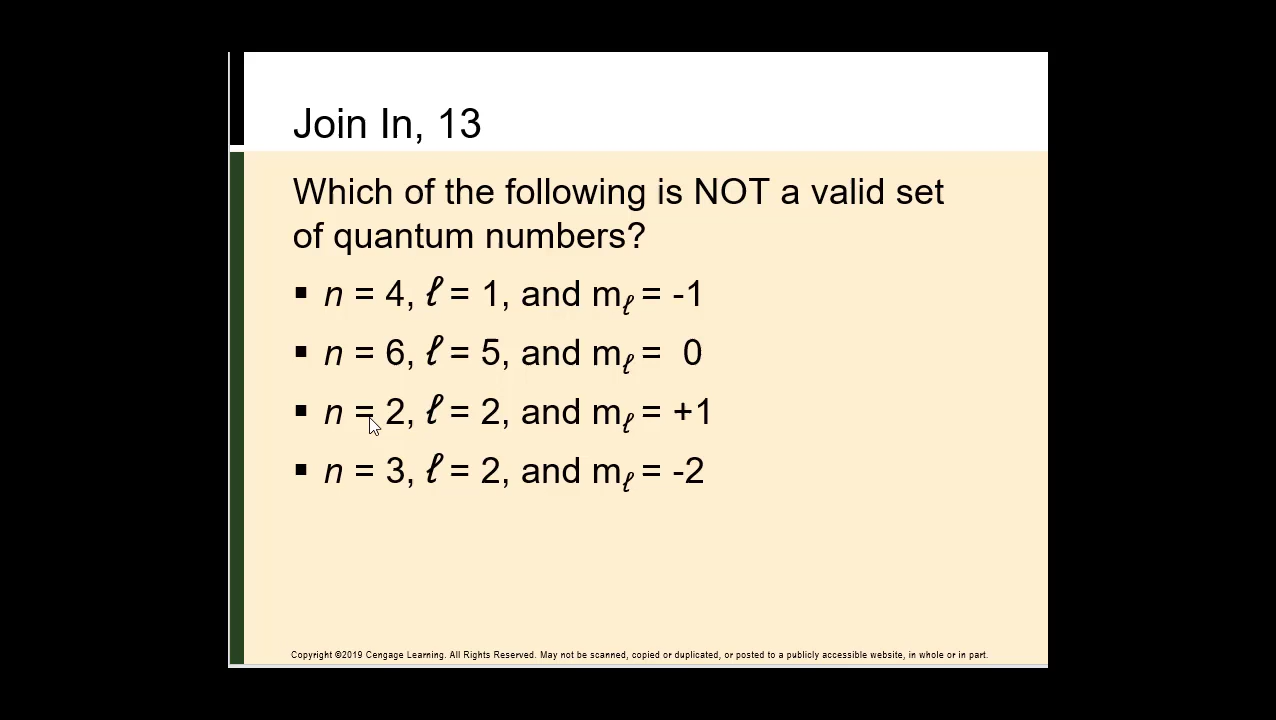 Join In, 13
Which of the following is NOT a valid set
of quantum numbers?
▪ n = 4, ℓ = 1, and mℓ = -1
▪ n = 6, ℓ = 5, and mℓ = 0
▪ n = 2, ℓ = 2, and mℓ = +1
▪ n = 3, ℓ = 2, and mℓ = -2
Copyright ©2019 Cengage Learning. All Rights Reserved. May not be scanned, copied or duplicated, or posted to a publicly accessible website, in whole or in part.